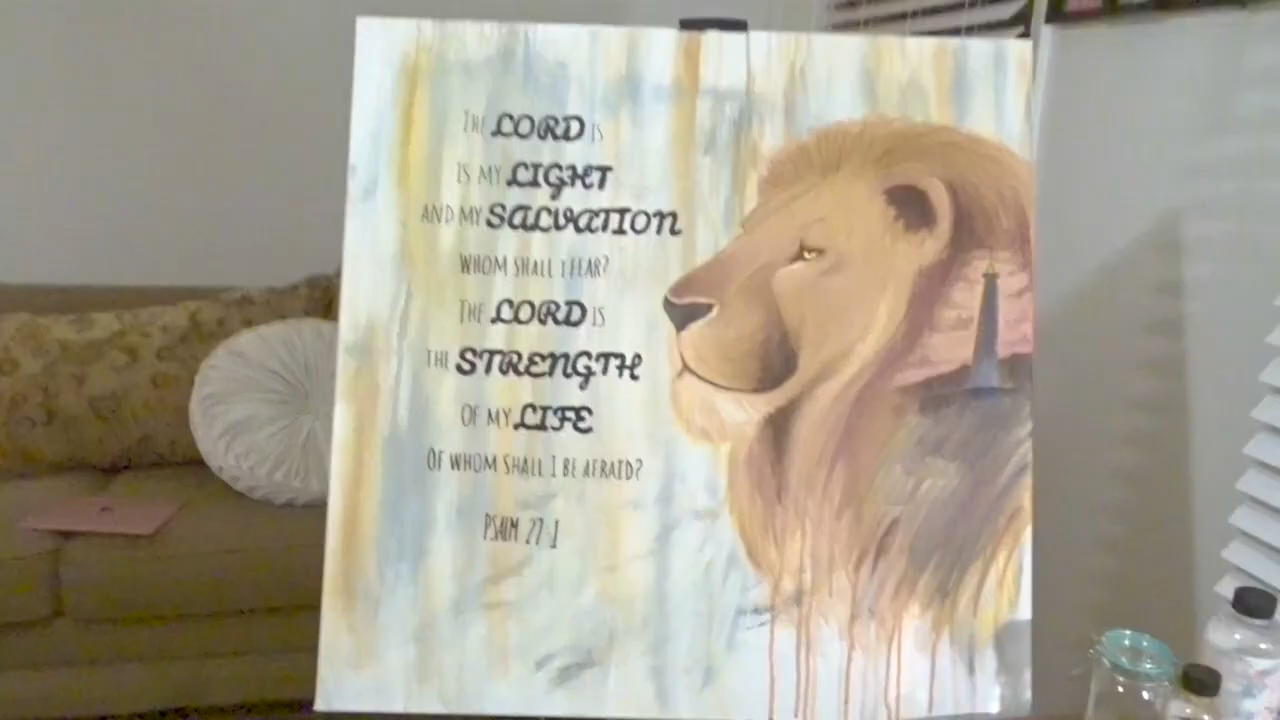 THE LORD IS
IS MY LIGHT
AND MY SALVATION
WHOM SHALL I FEAR?
THE LORD IS
THE STRENGTH
OF MY LIFE
OF WHOM SHALL I BE AFRAID?
PSALM 27:1